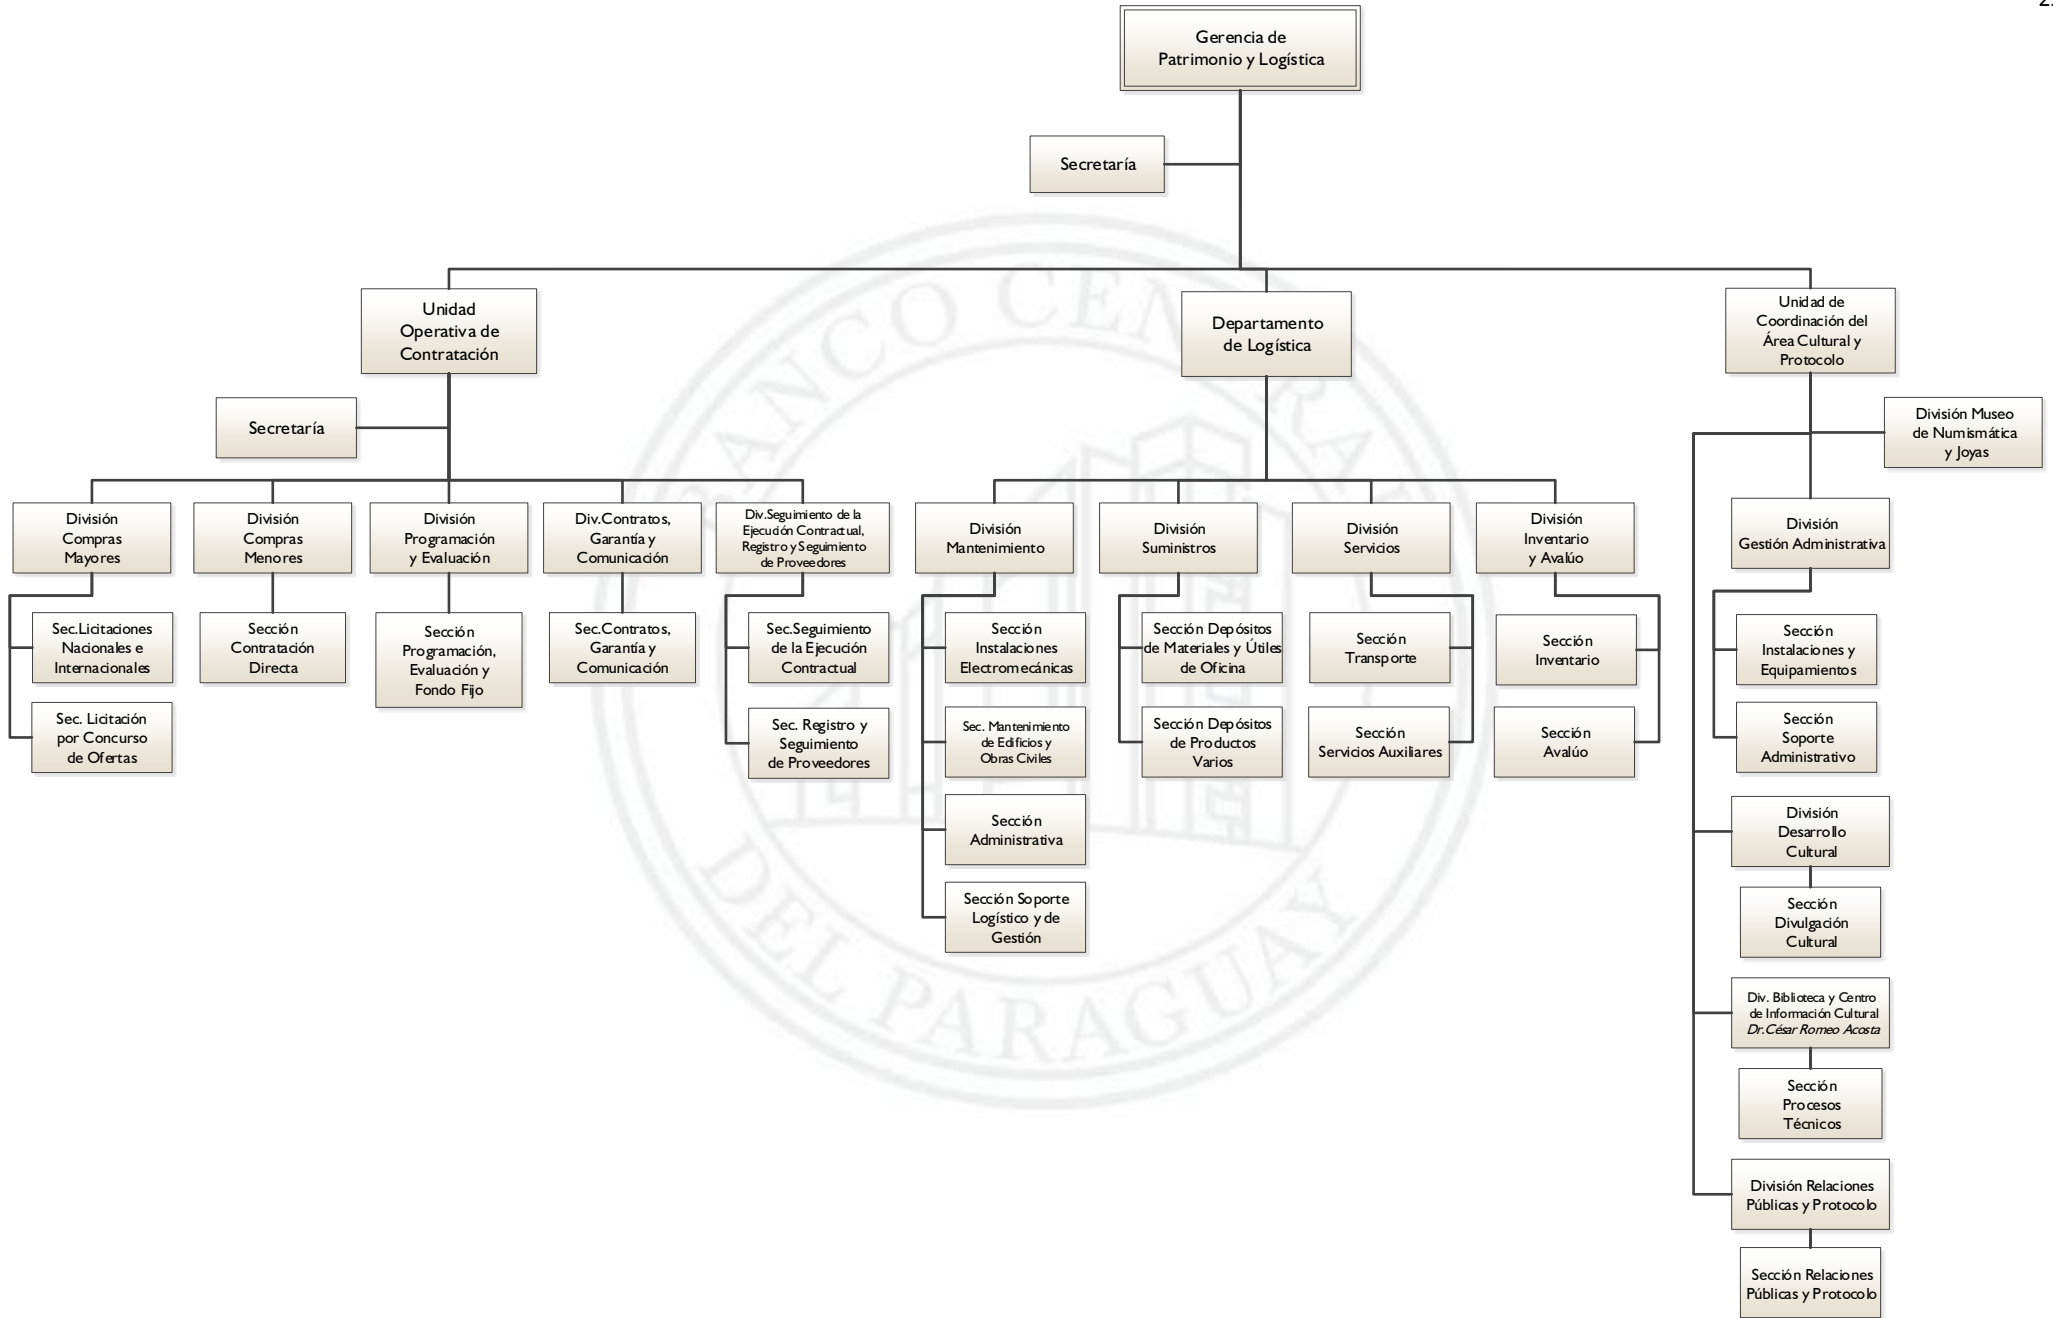 Gerencia de
Patrimonio y Logística
Secretaría
Unidad
Operativa de
Contratación
Departamento
de Logística
Unidad de
Coordinación del
Área Cultural y
Protocolo
Secretaría
División Museo
de Numismática
y Joyas
División
Compras
Mayores
División
Compras
Menores
División
Programación
y Evaluación
Div.Contratos,
Garantía y
Comunicación
Div.Seguimiento de la
Ejecución Contractual,
Registro y Seguimiento
de Proveedores
División
Mantenimiento
División
Suministros
División
Servicios
División
Inventario
y Avalúo
División
Gestión Administrativa
Sec.Licitaciones
Nacionales e
Internacionales
Sección
Contratación
Directa
Sección
Programación,
Evaluación y
Fondo Fijo
Sec.Contratos,
Garantía y
Comunicación
Sec.Seguimiento
de la Ejecución
Contractual
Sección
Instalaciones
Electromecánicas
Sección Depósitos
de Materiales y Útiles
de Oficina
Sección
Transporte
Sección
Inventario
Sección
Instalaciones y
Equipamientos
Sec. Licitación
por Concurso
de Ofertas
Sec. Registro y
Seguimiento
de Proveedores
Sec. Mantenimiento
de Edificios y
Obras Civiles
Sección Depósitos
de Productos
Varios
Sección
Servicios Auxiliares
Sección
Avalúo
Sección
Soporte
Administrativo
Sección
Administrativa
División
Desarrollo
Cultural
Sección Soporte
Logístico y de
Gestión
Sección
Divulgación
Cultural
Div. Biblioteca y Centro
de Información Cultural
Dr.César Romeo Acosta
Sección
Procesos
Técnicos
División Relaciones
Públicas y Protocolo
Sección Relaciones
Públicas y Protocolo
BANCO CENTRAL
DEL PARAGUAY